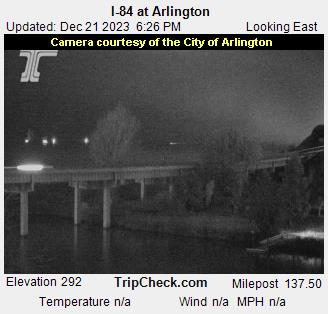 I-84 at Arlington
Updated: Dec 21 2023 6:26 PM Looking East
Camera courtesy of the City of Arlington
Elevation 292 TripCheck.com Milepost 137.50
Temperature n/a Wind n/a MPH n/a